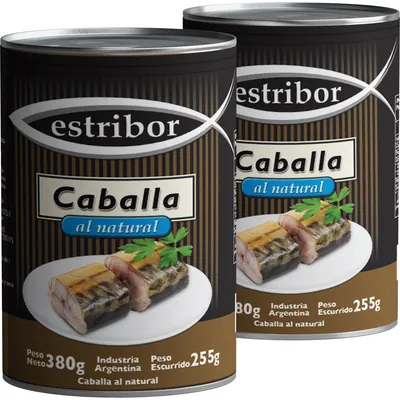 estribor
Caballa
al natural
Peso Neto 380g
Industria Argentina
Peso Escurrido 255g
Caballa al natural
estribor
Caballa
al natural
0g
Industria Argentina
Peso Escurrido 255g
Caballa al natural